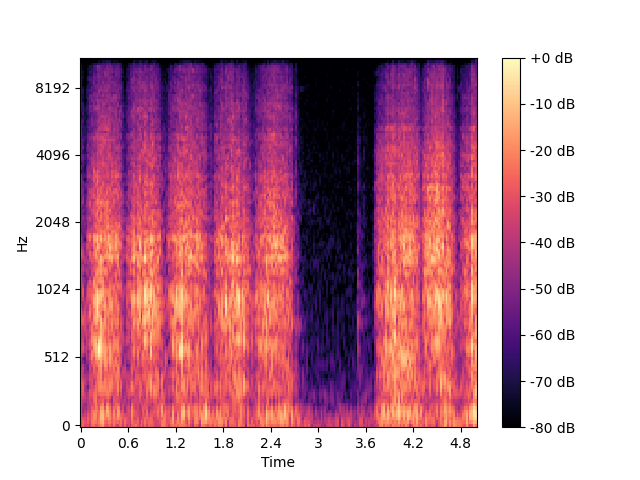 +0 dB
8192
-10 dB
4096
-20 dB
-30 dB
2048
-40 dB
Hz
1024
-50 dB
512
-60 dB
-70 dB
0
-80 dB
0 0.6 1.2 1.8 2.4 3 3.6 4.2 4.8
Time